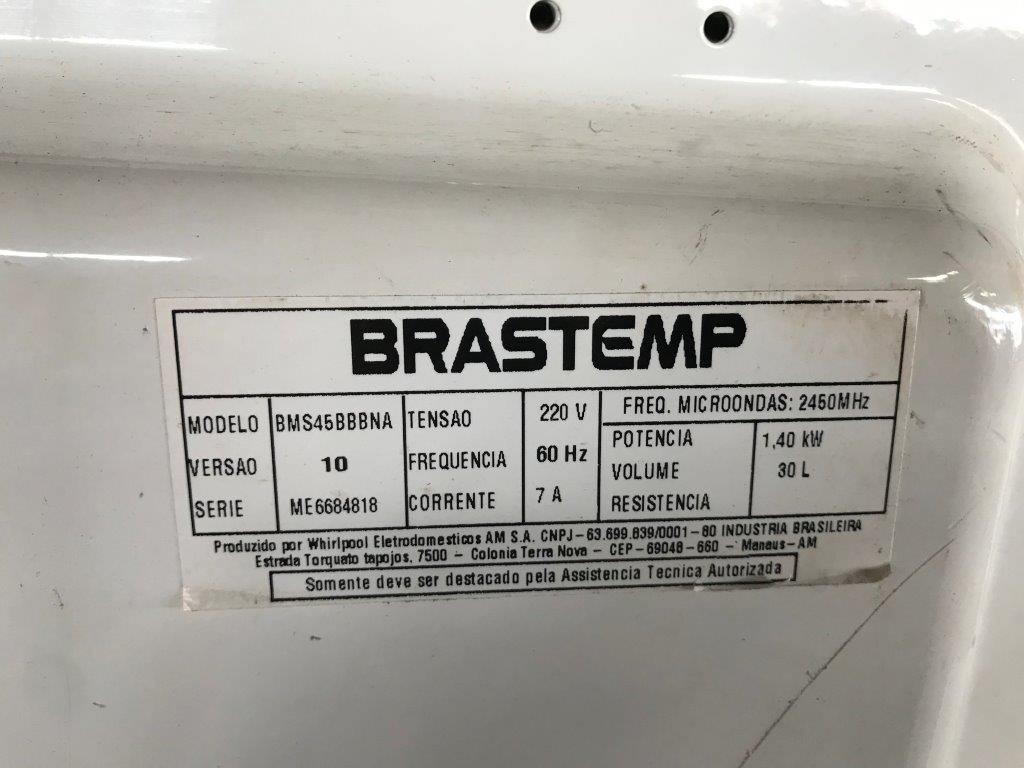 BRASTEMP
MODELO BMS45BBBNA TENSAO 220 V FREQ. MICROONDAS: 2450MHz
VERSAO 10 FREQUENCIA 60 Hz POTENCIA 1,40 kW
SERIE ME6684818 CORRENTE 7 A VOLUME 30 L
RESISTENCIA
Produzido por Whirlpool Eletrodomesticos AM S.A. CNPJ-63.699.839/0001-80 INDUSTRIA BRASILEIRA
Estrada Torquato tapajos, 7500 - Colonia Terra Nova - CEP-69048-660 - Manaus-AM
Somente deve ser destacado pela Assistencia Tecnica Autorizada